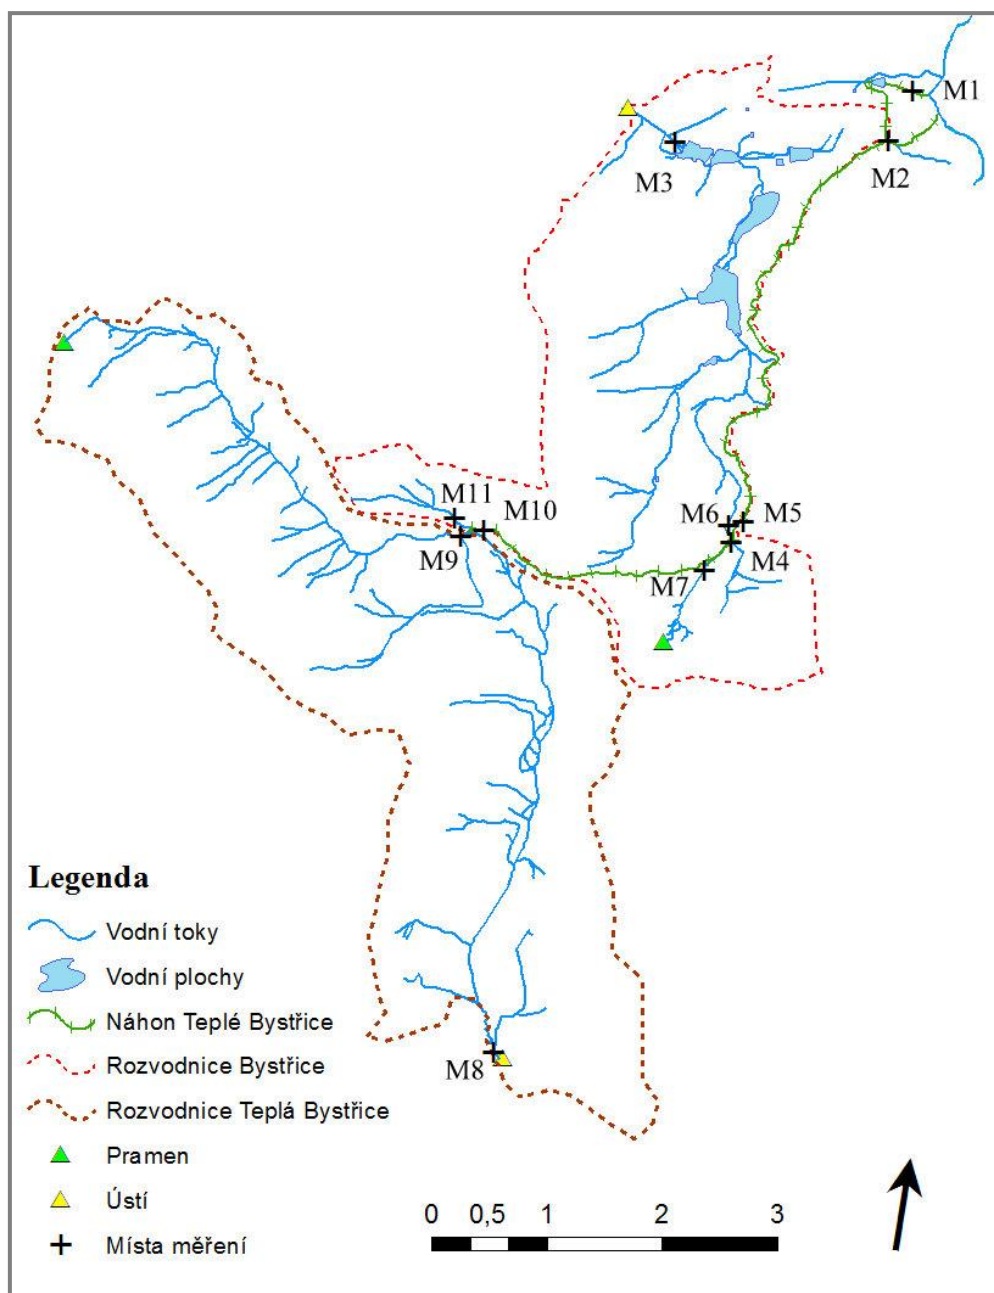 M1
M2
M3
M11
M10
M6
M5
M9
M4
M7
M8
Legenda
Vodní toky
Vodní plochy
Náhon Teplé Bystřice
Rozvodnice Bystřice
Rozvodnice Teplá Bystřice
Pramen
Ústí
Místa měření
0 0,5 1 2 3